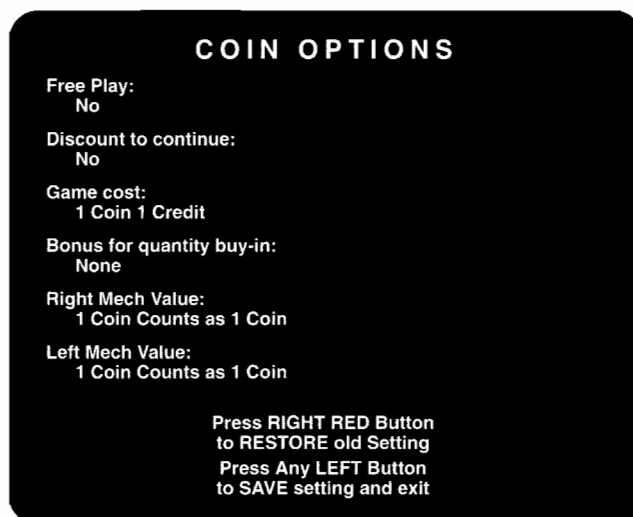 COIN OPTIONS
Free Play:
No
Discount to continue:
No
Game cost:
1 Coin 1 Credit
Bonus for quantity buy-in:
None
Right Mech Value:
1 Coin Counts as 1 Coin
Left Mech Value:
1 Coin Counts as 1 Coin
Press RIGHT RED Button
to RESTORE old Setting
Press Any LEFT Button
to SAVE setting and exit